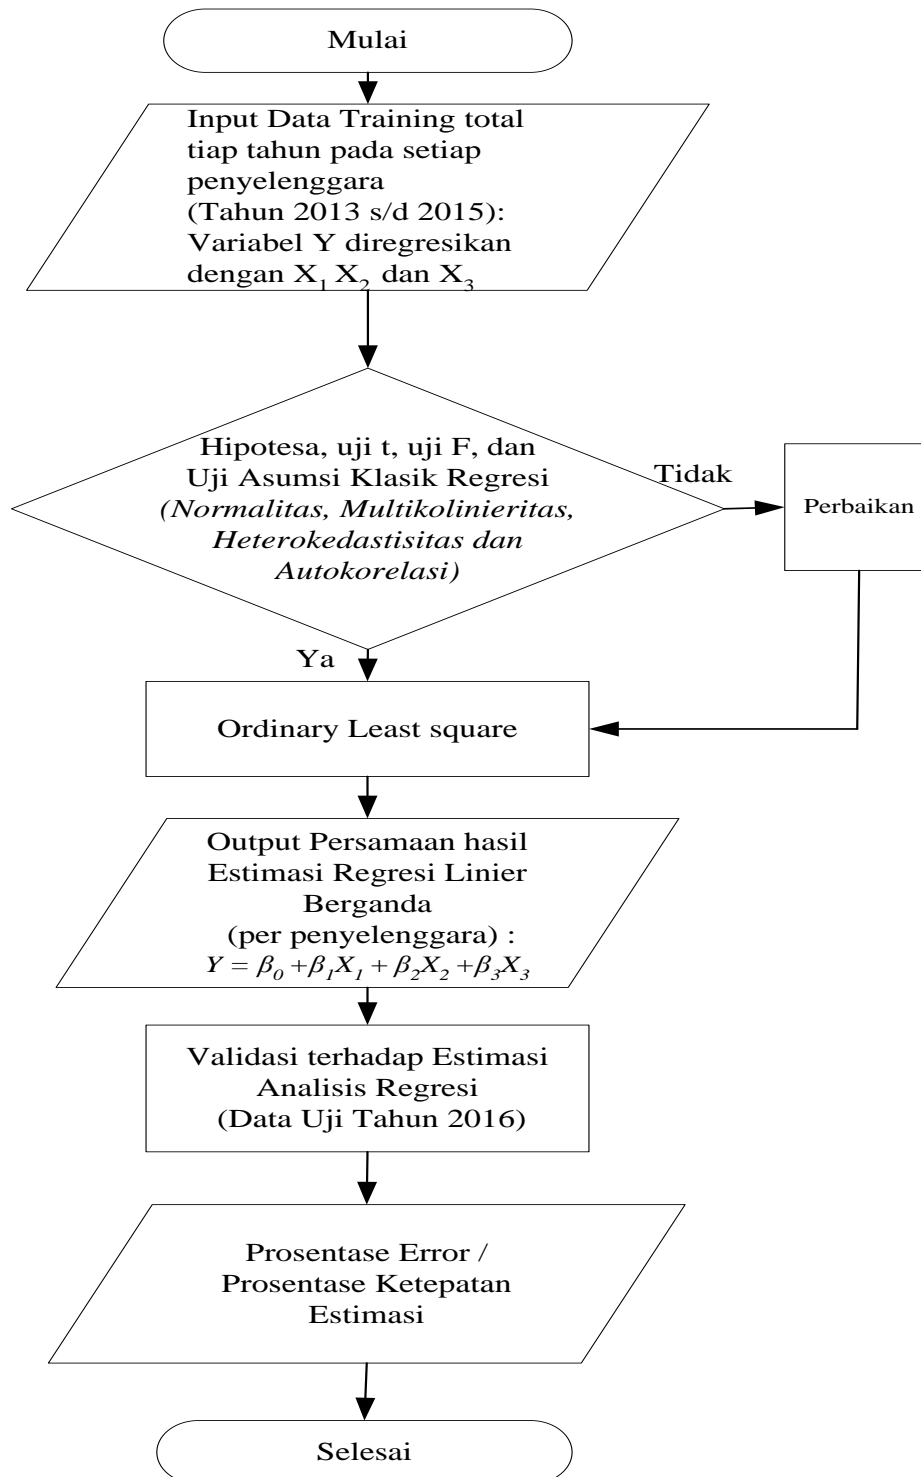 Mulai
Input Data Training total
tiap tahun pada setiap
penyelenggara
(Tahun 2013 s/d 2015):
Variabel Y diregresikan
dengan X₁ X₂ dan X₃
Hipotesa, uji t, uji F, dan
Uji Asumsi Klasik Regresi
(Normalitas, Multikolinieritas,
Heterokedastisitas dan
Autokorelasi)
Tidak
Perbaikan
Ya
Ordinary Least square
Output Persamaan hasil
Estimasi Regresi Linier
Berganda
(per penyelenggara) :
Y = β₀ +β₁X₁ + β₂X₂ +β₃X₃
Validasi terhadap Estimasi
Analisis Regresi
(Data Uji Tahun 2016)
Prosentase Error /
Prosentase Ketepatan
Estimasi
Selesai